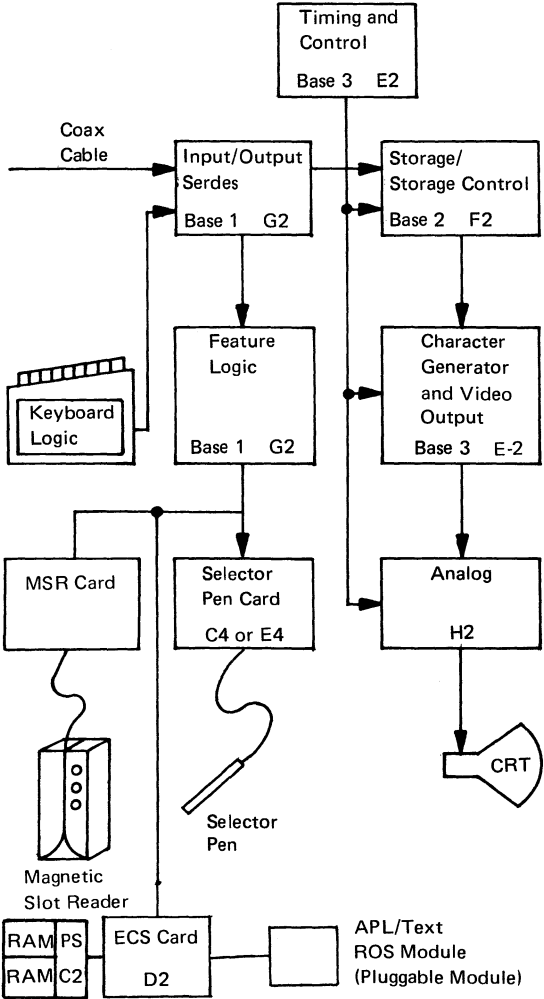 Timing and
Control
Base 3 E2
Coax
Cable
Input/Output
Serdes
Base 1 G2
Storage/
Storage Control
Base 2 F2
Feature
Logic
Base 1 G2
Character
Generator
and Video
Output
Base 3 E-2
Keyboard
Logic
MSR Card
Selector
Pen Card
C4 or E4
Analog
H2
CRT
Selector
Pen
Magnetic
Slot Reader
RAM PS
RAM C2
ECS Card
D2
APL/Text
ROS Module
(Pluggable Module)